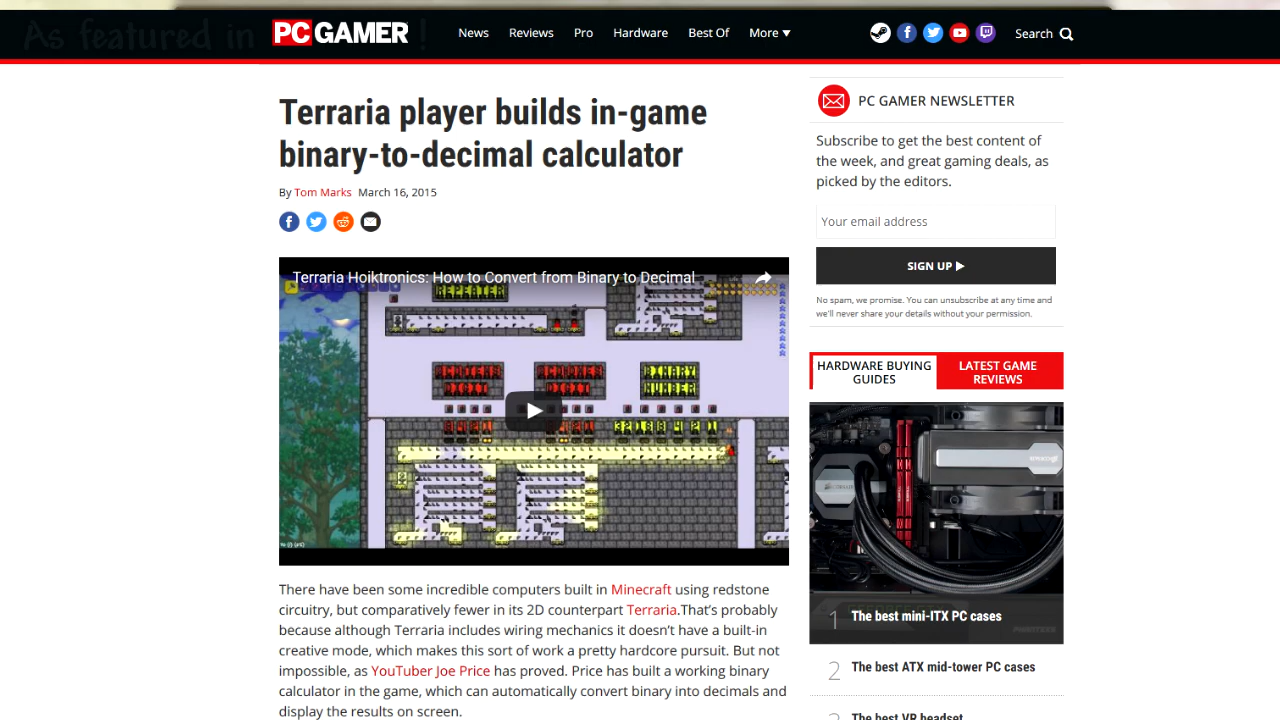 As featured in PC GAMER !
News Reviews Pro Hardware Best Of More Search
Terraria player builds in-game
binary-to-decimal calculator
By Tom Marks March 16, 2015
Terraria Hoiktronics: How to Convert from Binary to Decimal
REPEATER
DIGIT
DIGIT
BINARY
NUMBER
There have been some incredible computers built in Minecraft using redstone
circuitry, but comparatively fewer in its 2D counterpart Terraria.That's probably
because although Terraria includes wiring mechanics it doesn't have a built-in
creative mode, which makes this sort of work a pretty hardcore pursuit. But not
impossible, as YouTuber Joe Price has proved. Price has built a working binary
calculator in the game, which can automatically convert binary into decimals and
display the results on screen.
PC GAMER NEWSLETTER
Subscribe to get the best content of
the week, and great gaming deals, as
picked by the editors.
Your email address
SIGN UP
No spam, we promise. You can unsubscribe at any time and
we'll never share your details without your permission.
HARDWARE BUYING
GUIDES
LATEST GAME
REVIEWS
1 The best mini-ITX PC cases
2 The best ATX mid-tower PC cases
The best VR headset